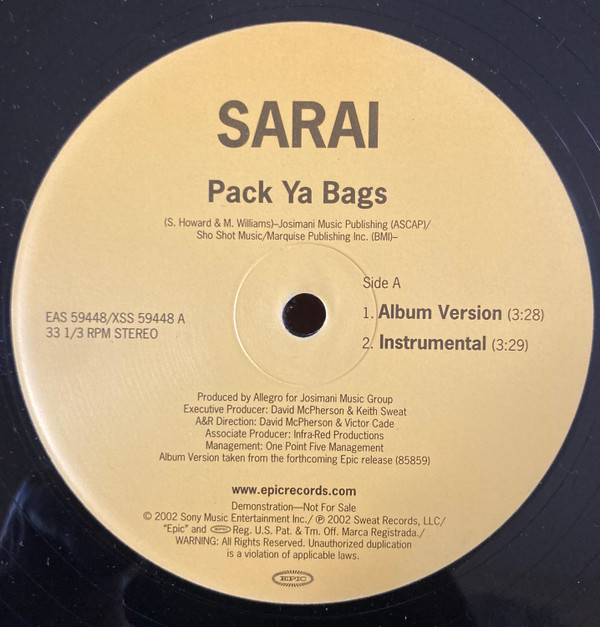 SARAI
Pack Ya Bags
(S. Howard & M. Williams)–Josimani Music Publishing (ASCAP)/
Sho Shot Music/Marquise Publishing Inc. (BMI)–
Side A
1. Album Version (3:28)
2. Instrumental (3:29)
EAS 59448/XSS 59448 A
33 1/3 RPM STEREO
Produced by Allegro for Josimani Music Group
Executive Producer: David McPherson & Keith Sweat
A&R Direction: David McPherson & Victor Cade
Associate Producer: Infra-Red Productions
Management: One Point Five Management
Album Version taken from the forthcoming Epic release (85859)
www.epicrecords.com
Demonstration—Not For Sale
© 2002 Sony Music Entertainment Inc./ ℗ 2002 Sweat Records, LLC/
"Epic" and EPIC Reg. U.S. Pat. & Tm. Off. Marca Registrada./
WARNING: All Rights Reserved. Unauthorized duplication
is a violation of applicable laws.
EPIC